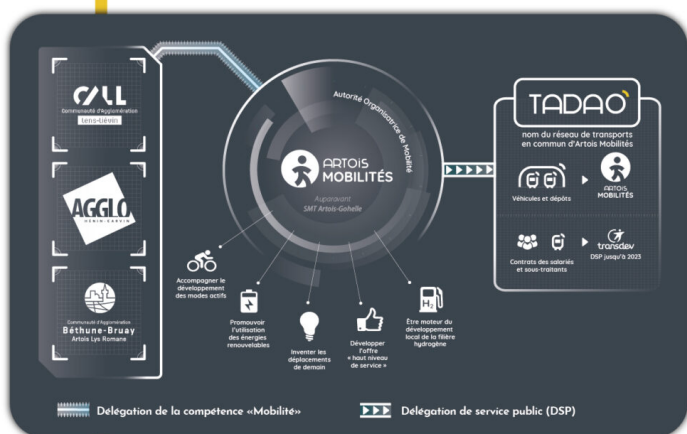 CALL
Communauté d'Agglomération
Lens-Liévin
AGGLO
HÉNIN-CARVIN
Communauté d'Agglomération
Béthune-Bruay
Artois Lys Romane
Autorité Organisatrice de Mobilité
ARTOIS
MOBILITÉS
Auparavant
SMT Artois-Gohelle
Accompagner le
développement
des modes actifs
Promouvoir
l'utilisation
des énergies
renouvelables
Inventer les
déplacements
de demain
Développer
l'offre
« haut niveau
de service »
H2
Être moteur du
développement
local de la filière
hydrogène
TADAO
nom du réseau de transports
en commun d'Artois Mobilités
Véhicules et dépôts
ARTOIS
MOBILITÉS
Contrats des salariés
et sous-traitants
transdev
DSP jusqu'à 2023
Délégation de la compétence «Mobilité»
Délégation de service public (DSP)